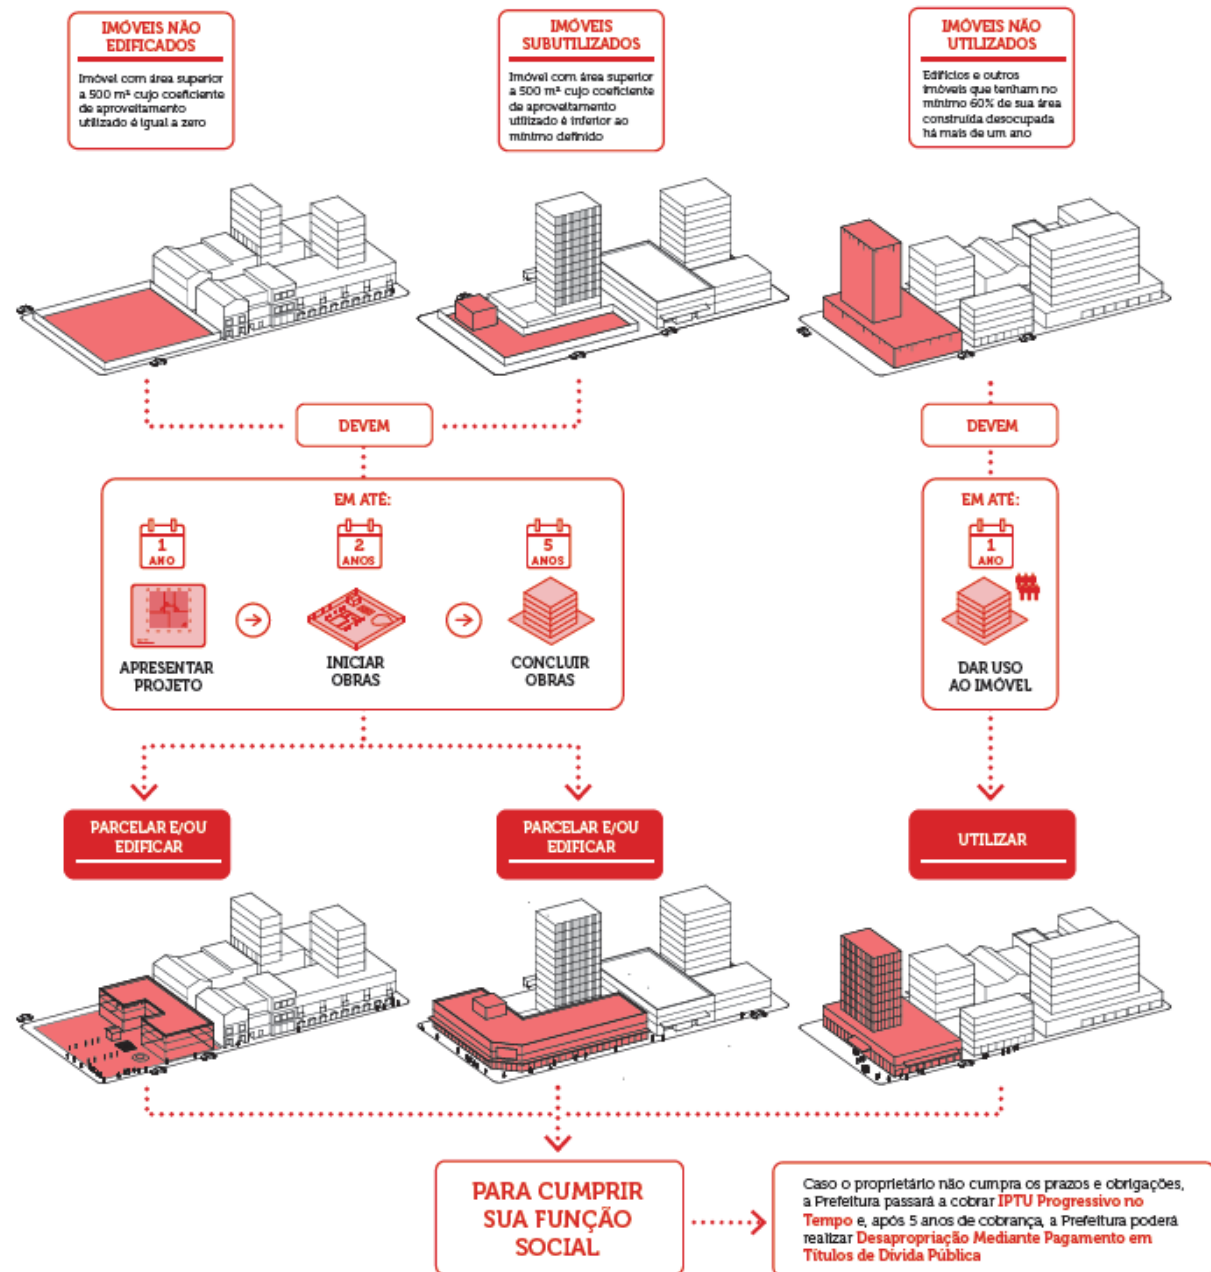 IMÓVEIS NÃO
EDIFICADOS
Imóvel com área superior
a 500 m² cujo coeficiente
de aproveitamento
utilizado é igual a zero
IMÓVEIS
SUBUTILIZADOS
Imóvel com área superior
a 500 m² cujo coeficiente
de aproveitamento
utilizado é inferior ao
mínimo definido
IMÓVEIS NÃO
UTILIZADOS
Edifícios e outros
imóveis que tenham no
mínimo 60% de sua área
construída desocupada
há mais de um ano
DEVEM
DEVEM
EM ATÉ:
1
ANO
2
ANOS
5
ANOS
APRESENTAR
PROJETO
INICIAR
OBRAS
CONCLUIR
OBRAS
EM ATÉ:
1
ANO
DAR USO
AO IMÓVEL
PARCELAR E/OU
EDIFICAR
PARCELAR E/OU
EDIFICAR
UTILIZAR
PARA CUMPRIR
SUA FUNÇÃO
SOCIAL
Caso o proprietário não cumpra os prazos e obrigações,
a Prefeitura passará a cobrar IPTU Progressivo no
Tempo e, após 5 anos de cobrança, a Prefeitura poderá
realizar Desapropriação Mediante Pagamento em
Títulos de Dívida Pública